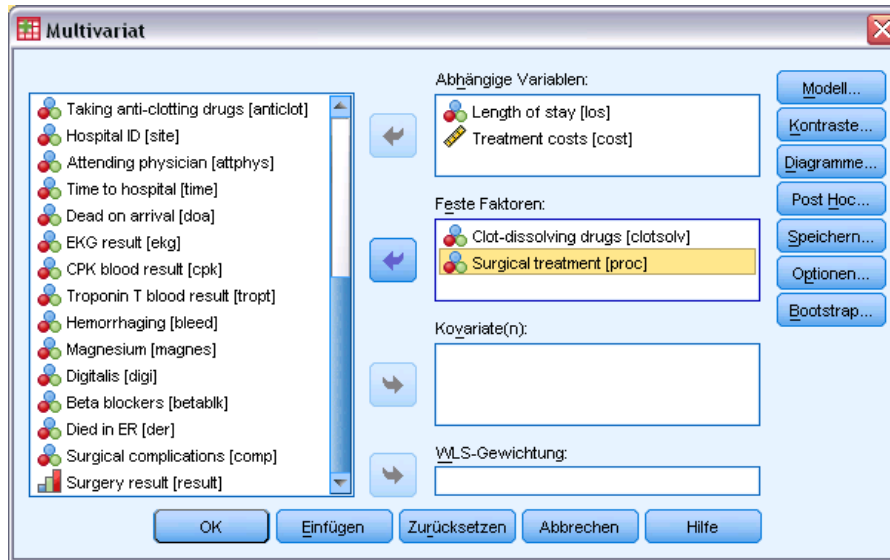 Multivariat
Taking anti-clotting drugs [anticlot]
Hospital ID [site]
Attending physician [attphys]
Time to hospital [time]
Dead on arrival [doa]
EKG result [ekg]
CPK blood result [cpk]
Troponin T blood result [tropt]
Hemorrhaging [bleed]
Magnesium [magnes]
Digitalis [digi]
Beta blockers [betablk]
Died in ER [der]
Surgical complications [comp]
Surgery result [result]
Abhängige Variablen:
Length of stay [los]
Treatment costs [cost]
Feste Faktoren:
Clot-dissolving drugs [clotsolv]
Surgical treatment [proc]
Kovariate(n):
WLS-Gewichtung:
Modell...
Kontraste...
Diagramme...
Post Hoc...
Speichern...
Optionen...
Bootstrap...
OK
Einfügen
Zurücksetzen
Abbrechen
Hilfe